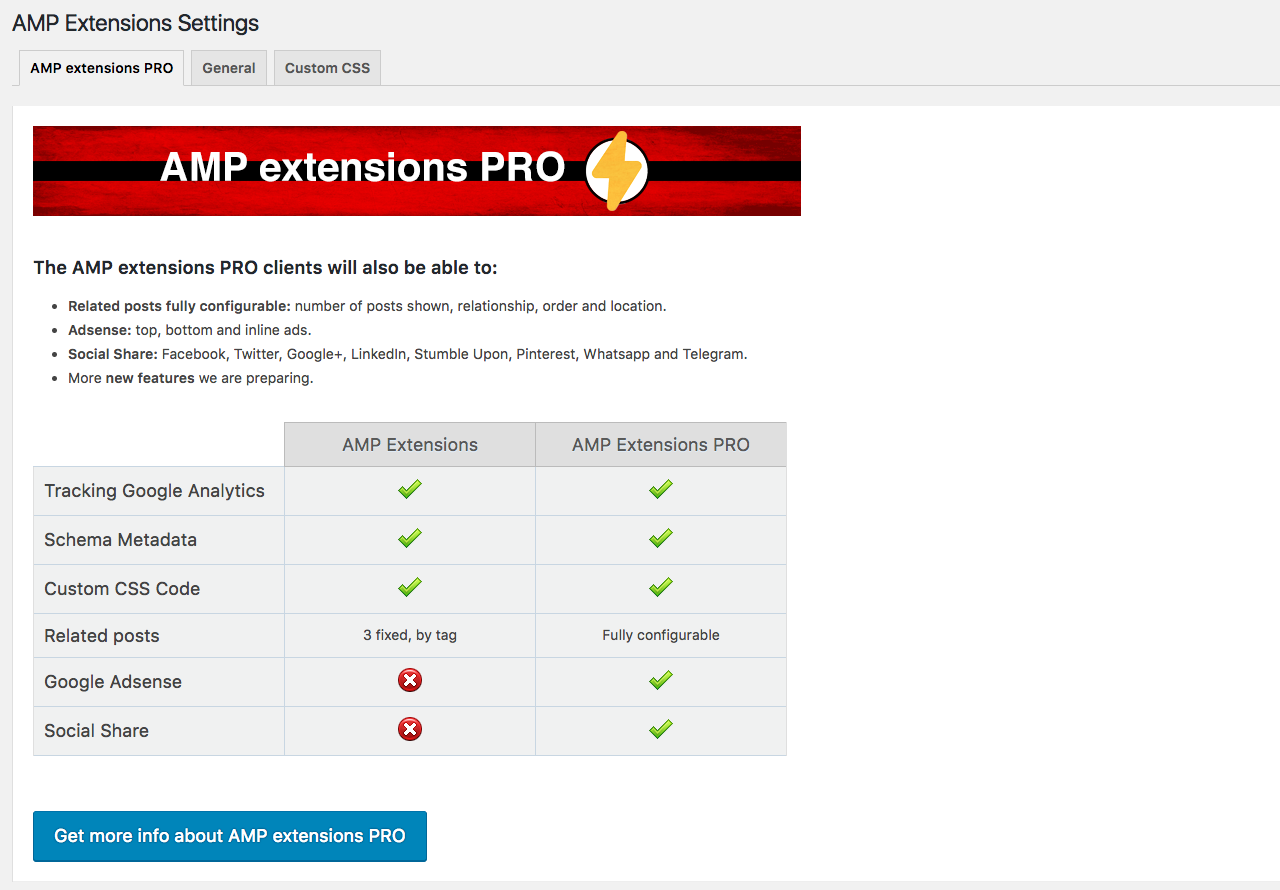 AMP Extensions Settings
AMP extensions PRO General Custom CSS
AMP extensions PRO
The AMP extensions PRO clients will also be able to:
Related posts fully configurable: number of posts shown, relationship, order and location.
Adsense: top, bottom and inline ads.
Social Share: Facebook, Twitter, Google+, LinkedIn, Stumble Upon, Pinterest, Whatsapp and Telegram.
More new features we are preparing.
AMP Extensions AMP Extensions PRO
Tracking Google Analytics
Schema Metadata
Custom CSS Code
Related posts 3 fixed, by tag Fully configurable
Google Adsense
Social Share
Get more info about AMP extensions PRO